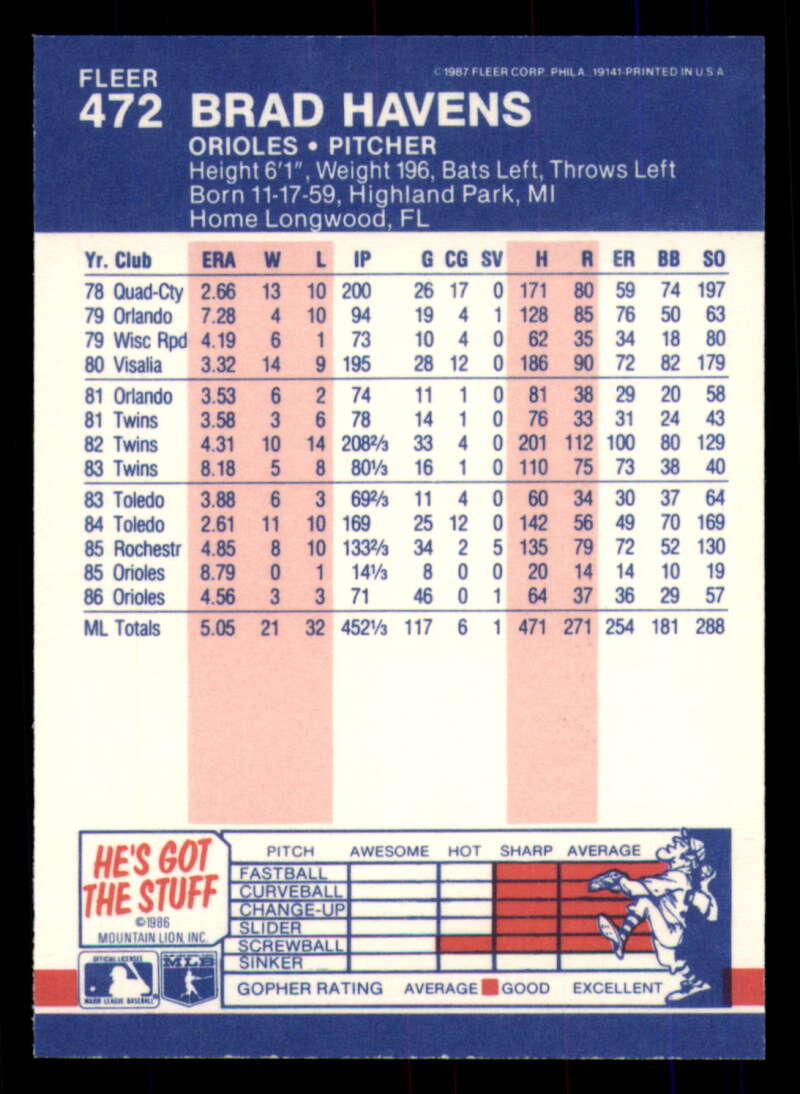 FLEER
© 1987 FLEER CORP. PHILA. 19141-PRINTED IN U S A
472 BRAD HAVENS
ORIOLES • PITCHER
Height 6'1", Weight 196, Bats Left, Throws Left
Born 11-17-59, Highland Park, MI
Home Longwood, FL
Yr. Club ERA W L IP G CG SV H R ER BB SO
78 Quad-Cty 2.66 13 10 200 26 17 0 171 80 59 74 197
79 Orlando 7.28 4 10 94 19 4 1 128 85 76 50 63
79 Wisc Rpd 4.19 6 1 73 10 4 0 62 35 34 18 80
80 Visalia 3.32 14 9 195 28 12 0 186 90 72 82 179
81 Orlando 3.53 6 2 74 11 1 0 81 38 29 20 58
81 Twins 3.58 3 6 78 14 1 0 76 33 31 24 43
82 Twins 4.31 10 14 208⅔ 33 4 0 201 112 100 80 129
83 Twins 8.18 5 8 80⅓ 16 1 0 110 75 73 38 40
83 Toledo 3.88 6 3 69⅔ 11 4 0 60 34 30 37 64
84 Toledo 2.61 11 10 169 25 12 0 142 56 49 70 169
85 Rochestr 4.85 8 10 133⅔ 34 2 5 135 79 72 52 130
85 Orioles 8.79 0 1 14⅓ 8 0 0 20 14 14 10 19
86 Orioles 4.56 3 3 71 46 0 1 64 37 36 29 57
ML Totals 5.05 21 32 452⅓ 117 6 1 471 271 254 181 288
HE'S GOT
THE STUFF
©1986
MOUNTAIN LION, INC.
PITCH AWESOME HOT SHARP AVERAGE
FASTBALL
CURVEBALL
CHANGE-UP
SLIDER
SCREWBALL
SINKER
GOPHER RATING AVERAGE GOOD EXCELLENT
OFFICIAL LICENSEE
MAJOR LEAGUE BASEBALL
MLB